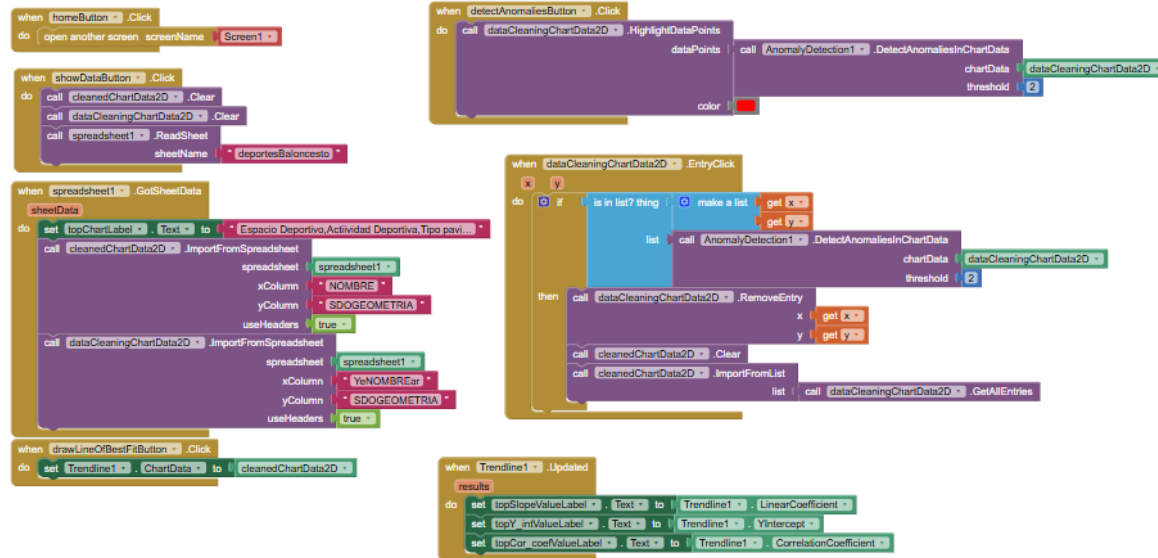 when homeButton .Click
do open another screen screenName " Screen1 "
when showDataButton .Click
do call cleanedChartData2D .Clear
call dataCleaningChartData2D .Clear
call spreadsheet1 .ReadSheet
sheetName " deportesBaloncesto "
when spreadsheet1 .GotSheetData
sheetData
do set topChartLabel . Text to " Espacio Deportivo,Actiividad Deportiva,Tipo pavi... "
call cleanedChartData2D .ImportFromSpreadsheet
spreadsheet spreadsheet1
xColumn " NOMBRE "
yColumn " SDOGEOMETRIA "
useHeaders true
call dataCleaningChartData2D .ImportFromSpreadsheet
spreadsheet spreadsheet1
xColumn " YeNOMBREar "
yColumn " SDOGEOMETRIA "
useHeaders true
when drawLineOfBestFitButton .Click
do set Trendline1 . ChartData to cleanedChartData2D
when detectAnomaliesButton .Click
do call dataCleaningChartData2D .HighlightDataPoints
dataPoints call AnomalyDetection1 .DetectAnomaliesInChartData
chartData dataCleaningChartData2D
threshold 2
color
when dataCleaningChartData2D .EntryClick
x y
do if is in list? thing make a list get x
get y
list call AnomalyDetection1 .DetectAnomaliesInChartData
chartData dataCleaningChartData2D
threshold 2
then call dataCleaningChartData2D .RemoveEntry
x get x
y get y
call cleanedChartData2D .Clear
call cleanedChartData2D .ImportFromList
list call dataCleaningChartData2D .GetAllEntries
when Trendline1 .Updated
results
do set topSlopeValueLabel . Text to Trendline1 . LinearCoefficient
set topY_intValueLabel . Text to Trendline1 . YIntercept
set topCor_coefValueLabel . Text to Trendline1 . CorrelationCoefficient